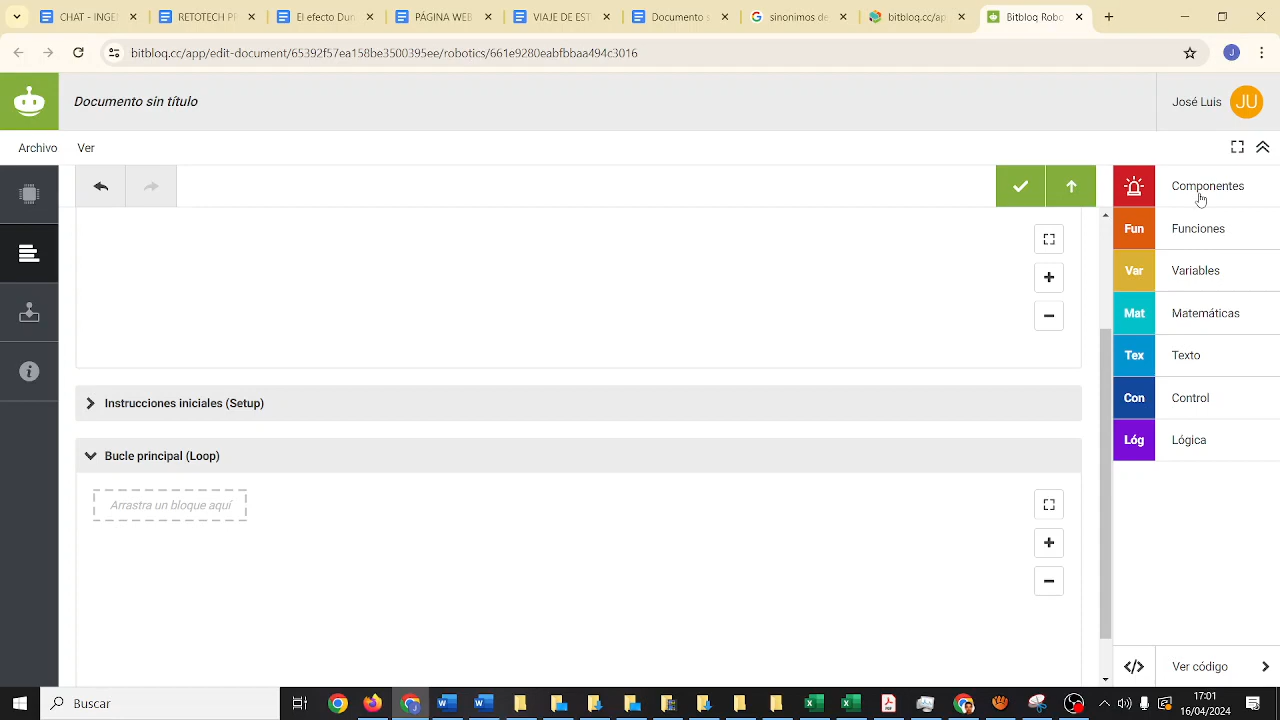 CHAT - INGE
RETOTECH P
efecto Dun
PÁGINA WEB
VIAJE DE EST
Documento s
sinonimos de
bitbloq.cc/ap
Bitbloq Robo
bitbloq.cc/app/edit-document/65392f57ea158be3500395ee/robotics/661e9280eabfbbaa494c3016
J
Documento sin título
José Luis
JU
Archivo
Ver
Componentes
Fun
Funciones
Var
Variables
Mat
Matemáticas
Tex
Texto
Instrucciones iniciales (Setup)
Con
Control
Lóg
Lógica
Bucle principal (Loop)
Arrastra un bloque aquí
</> Ver código
Buscar
17:01
16/04/2024